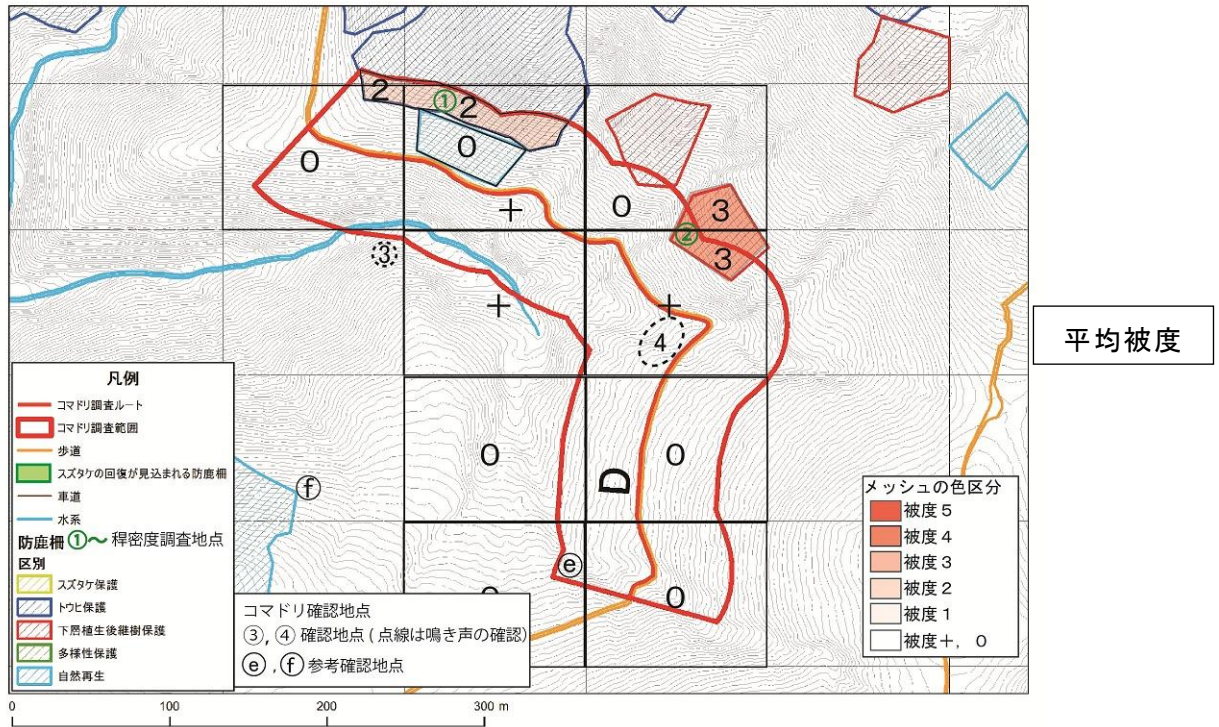 2
①
2
0
0
+
0
3
②
3
③
+
+
④
平均被度
凡例
コマドリ調査ルート
コマドリ調査範囲
歩道
スズタケの回復が見込まれる防鹿柵
車道
水系
防鹿柵 ①～ 稈密度調査地点
区別
スズタケ保護
トウヒ保護
下層植生後継樹保護
多様性保護
自然再生
0
D
0
ⓕ
メッシュの色区分
被度5
被度4
被度3
被度2
被度1
被度+, 0
ⓔ
0
0
コマドリ確認地点
③, ④ 確認地点 ( 点線は鳴き声の確認)
ⓔ , ⓕ 参考確認地点
0 100 200 300 m